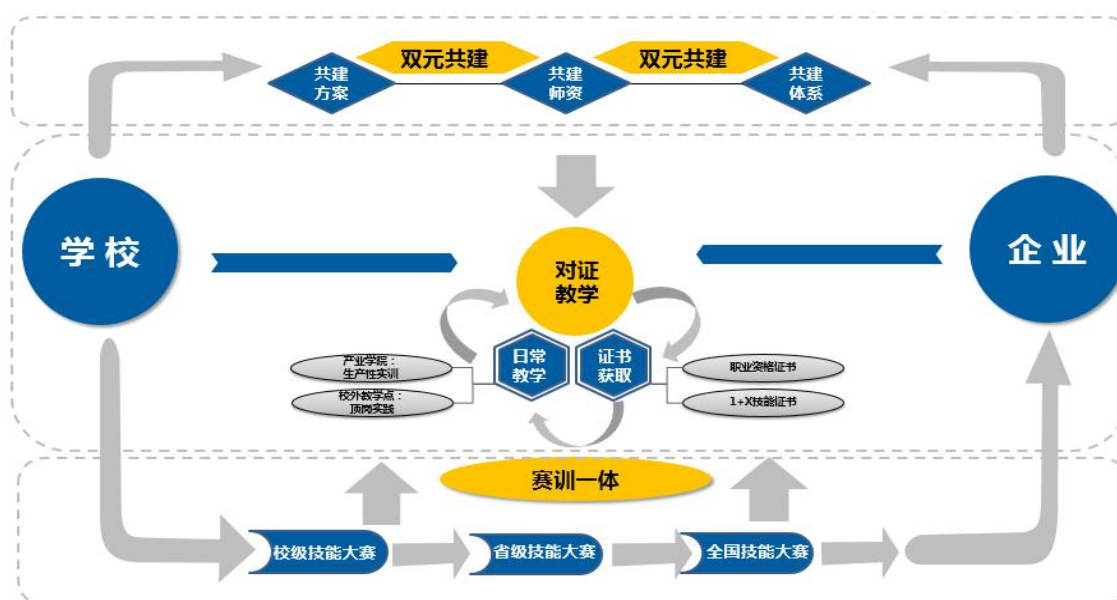 双元共建
双元共建
共建
方案
共建
师资
共建
体系
学校
企业
对证
教学
日常
教学
证书
获取
产业学院：
生产性实训
校外教学点：
顶岗实践
职业资格证书
1+X技能证书
赛训一体
校级技能大赛
省级技能大赛
全国技能大赛